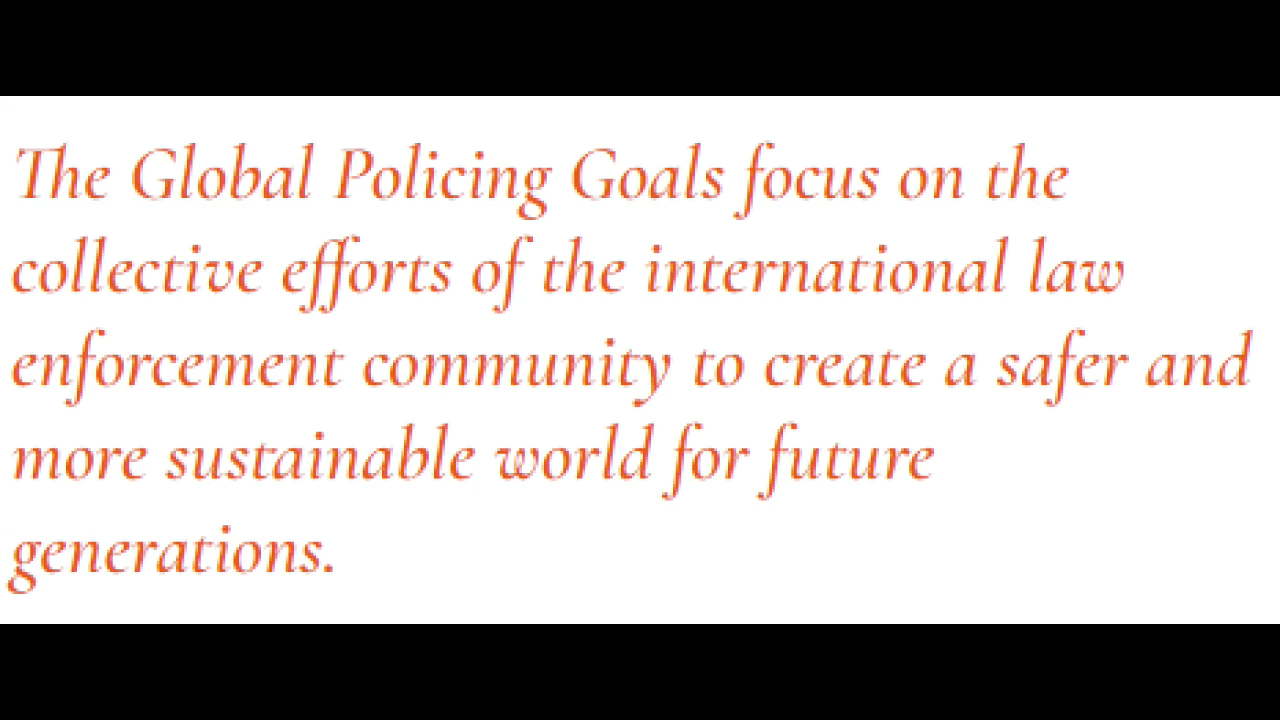 The Global Policing Goals focus on the
collective efforts of the international law
enforcement community to create a safer and
more sustainable world for future
generations.